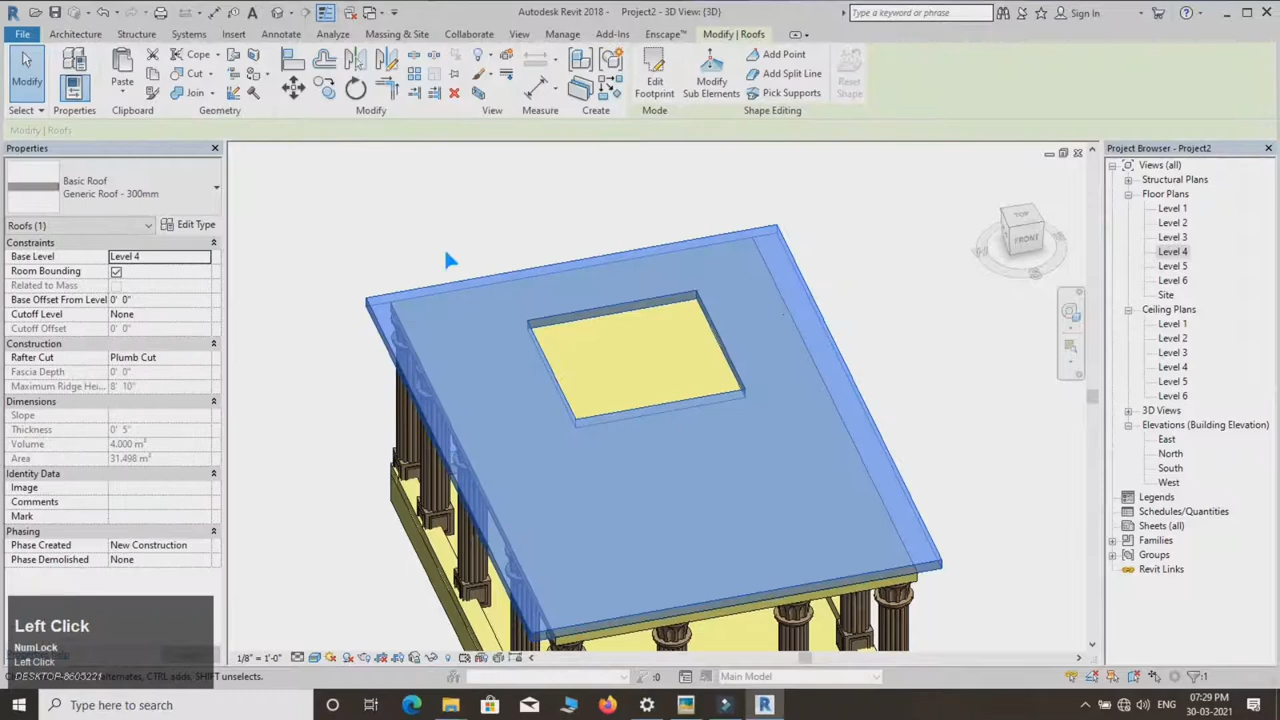 Autodesk Revit 2018 - Project2 - 3D View: {3D}
Type a keyword or phrase
Sign In
File Architecture Structure Systems Insert Annotate Analyze Massing & Site Collaborate View Manage Add-Ins Enscape™ Modify | Roofs
Modify
Paste
Cope
Cut
Join
Edit
Footprint
Modify
Sub Elements
Add Point
Add Split Line
Pick Supports
Reset
Shape
Select Properties Clipboard Geometry Modify View Measure Create Mode Shape Editing
Modify | Roofs
Properties
Basic Roof
Generic Roof - 300mm
Roofs (1) Edit Type
Constraints
Base Level Level 4
Room Bounding
Related to Mass
Base Offset From Level 0' 0"
Cutoff Level None
Cutoff Offset 0' 0"
Construction
Rafter Cut Plumb Cut
Fascia Depth 0' 0"
Maximum Ridge Hei... 8' 10"
Dimensions
Slope
Thickness 0' 5"
Volume 4.000 m³
Area 31.498 m²
Identity Data
Image
Comments
Mark
Phasing
Phase Created New Construction
Phase Demolished None
Left Click
NumLock
Left Click
DESKTOP-8605221
TOP
FRONT
Project Browser - Project2
Views (all)
Structural Plans
Floor Plans
Level 1
Level 2
Level 3
Level 4
Level 5
Level 6
Site
Ceiling Plans
Level 1
Level 2
Level 3
Level 4
Level 5
Level 6
3D Views
Elevations (Building Elevation)
East
North
South
West
Legends
Schedules/Quantities
Sheets (all)
Families
Groups
Revit Links
1/8" = 1'-0"
alternates, CTRL adds, SHIFT unselects.
:0
Main Model
:1
Type here to search
ENG
07:29 PM
30-03-2021